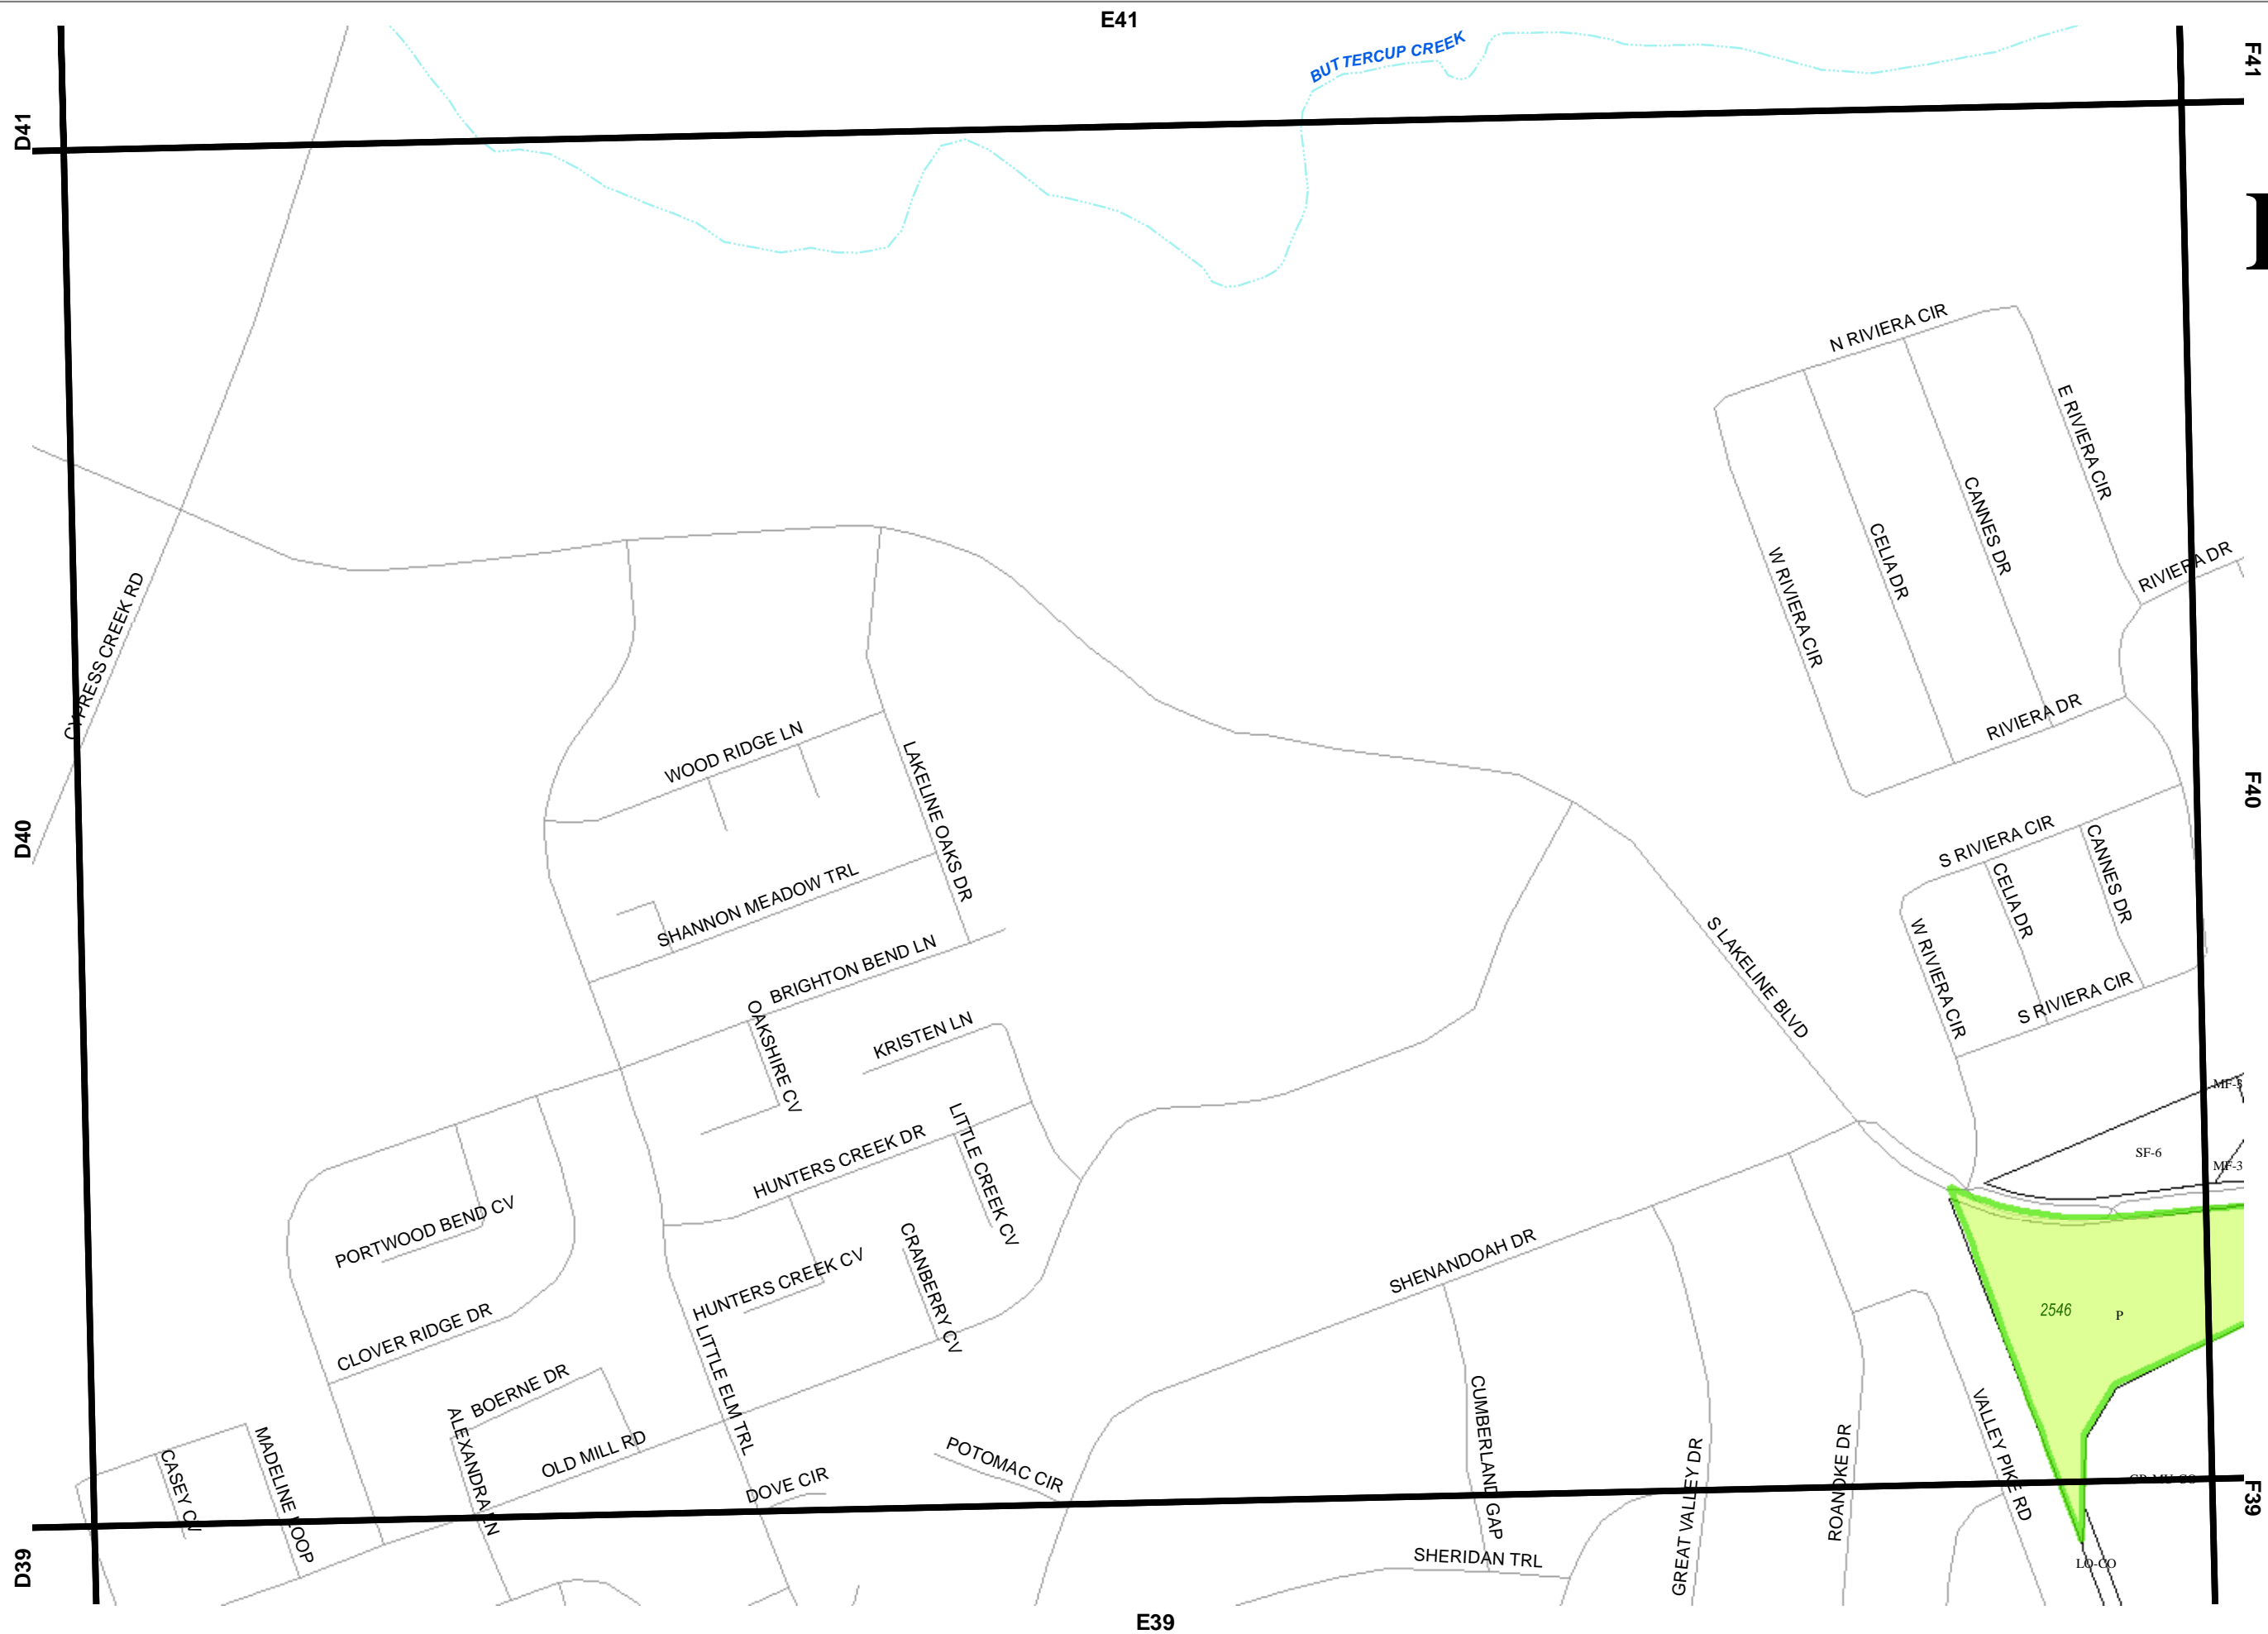 E41
BUTTERCUP CREEK
F41
D41
N RIVIERA CIR
E RIVIERA CIR
CANNES DR
CELIA DR
W RIVIERA CIR
RIVIERA DR
CYPRESS CREEK RD
RIVIERA DR
WOOD RIDGE LN
LAKELINE OAKS DR
F40
D40
S RIVIERA CIR
CANNES DR
CELIA DR
SHANNON MEADOW TRL
S LAKELINE BLVD
W RIVIERA CIR
BRIGHTON BEND LN
OAKSHIRE CV
S RIVIERA CIR
KRISTEN LN
LITTLE CREEK CV
HUNTERS CREEK DR
SF-6
MF-3
PORTWOOD BEND CV
CRANBERRY CV
HUNTERS CREEK CV
SHENANDOAH DR
2546
P
CLOVER RIDGE DR
LITTLE ELM TRL
BOERNE DR
CUMBERLAND GAP
VALLEY PIKE RD
ALEXANDRA LN
MADELINE LOOP
CASEY CV
OLD MILL RD
POTOMAC CIR
DOVE CIR
GREAT VALLEY DR
ROANOKE DR
F39
D39
SHERIDAN TRL
LO-CO
E39